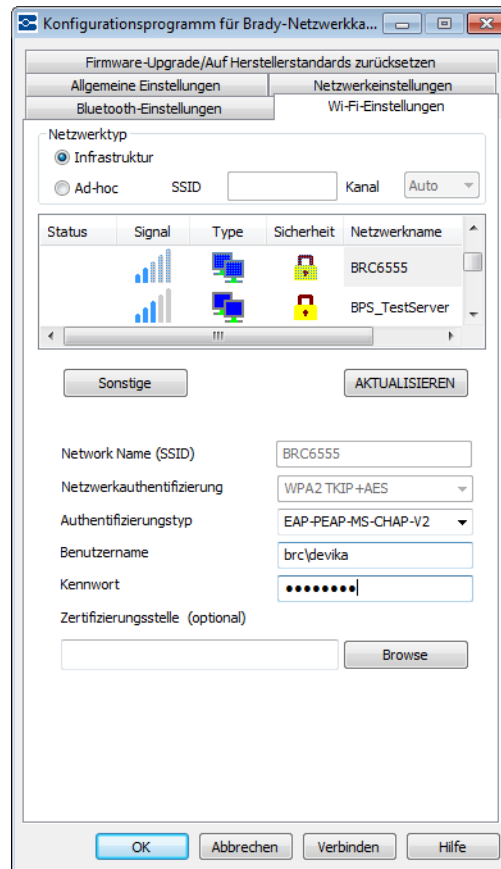 Konfigurationsprogramm für Brady-Netzwerkka...
Firmware-Upgrade/Auf Herstellerstandards zurücksetzen
Allgemeine Einstellungen Netzwerkeinstellungen
Bluetooth-Einstellungen Wi-Fi-Einstellungen
Netzwerktyp
Infrastruktur
Ad-hoc SSID Kanal Auto
Status Signal Type Sicherheit Netzwerkname
BRC6555
BPS_TestServer
Sonstige AKTUALISIEREN
Network Name (SSID) BRC6555
Netzwerkauthentifizierung WPA2 TKIP+AES
Authentifizierungstyp EAP-PEAP-MS-CHAP-V2
Benutzername brc\devika
Kennwort ●●●●●●●●
Zertifizierungsstelle (optional)
Browse
OK Abbrechen Verbinden Hilfe